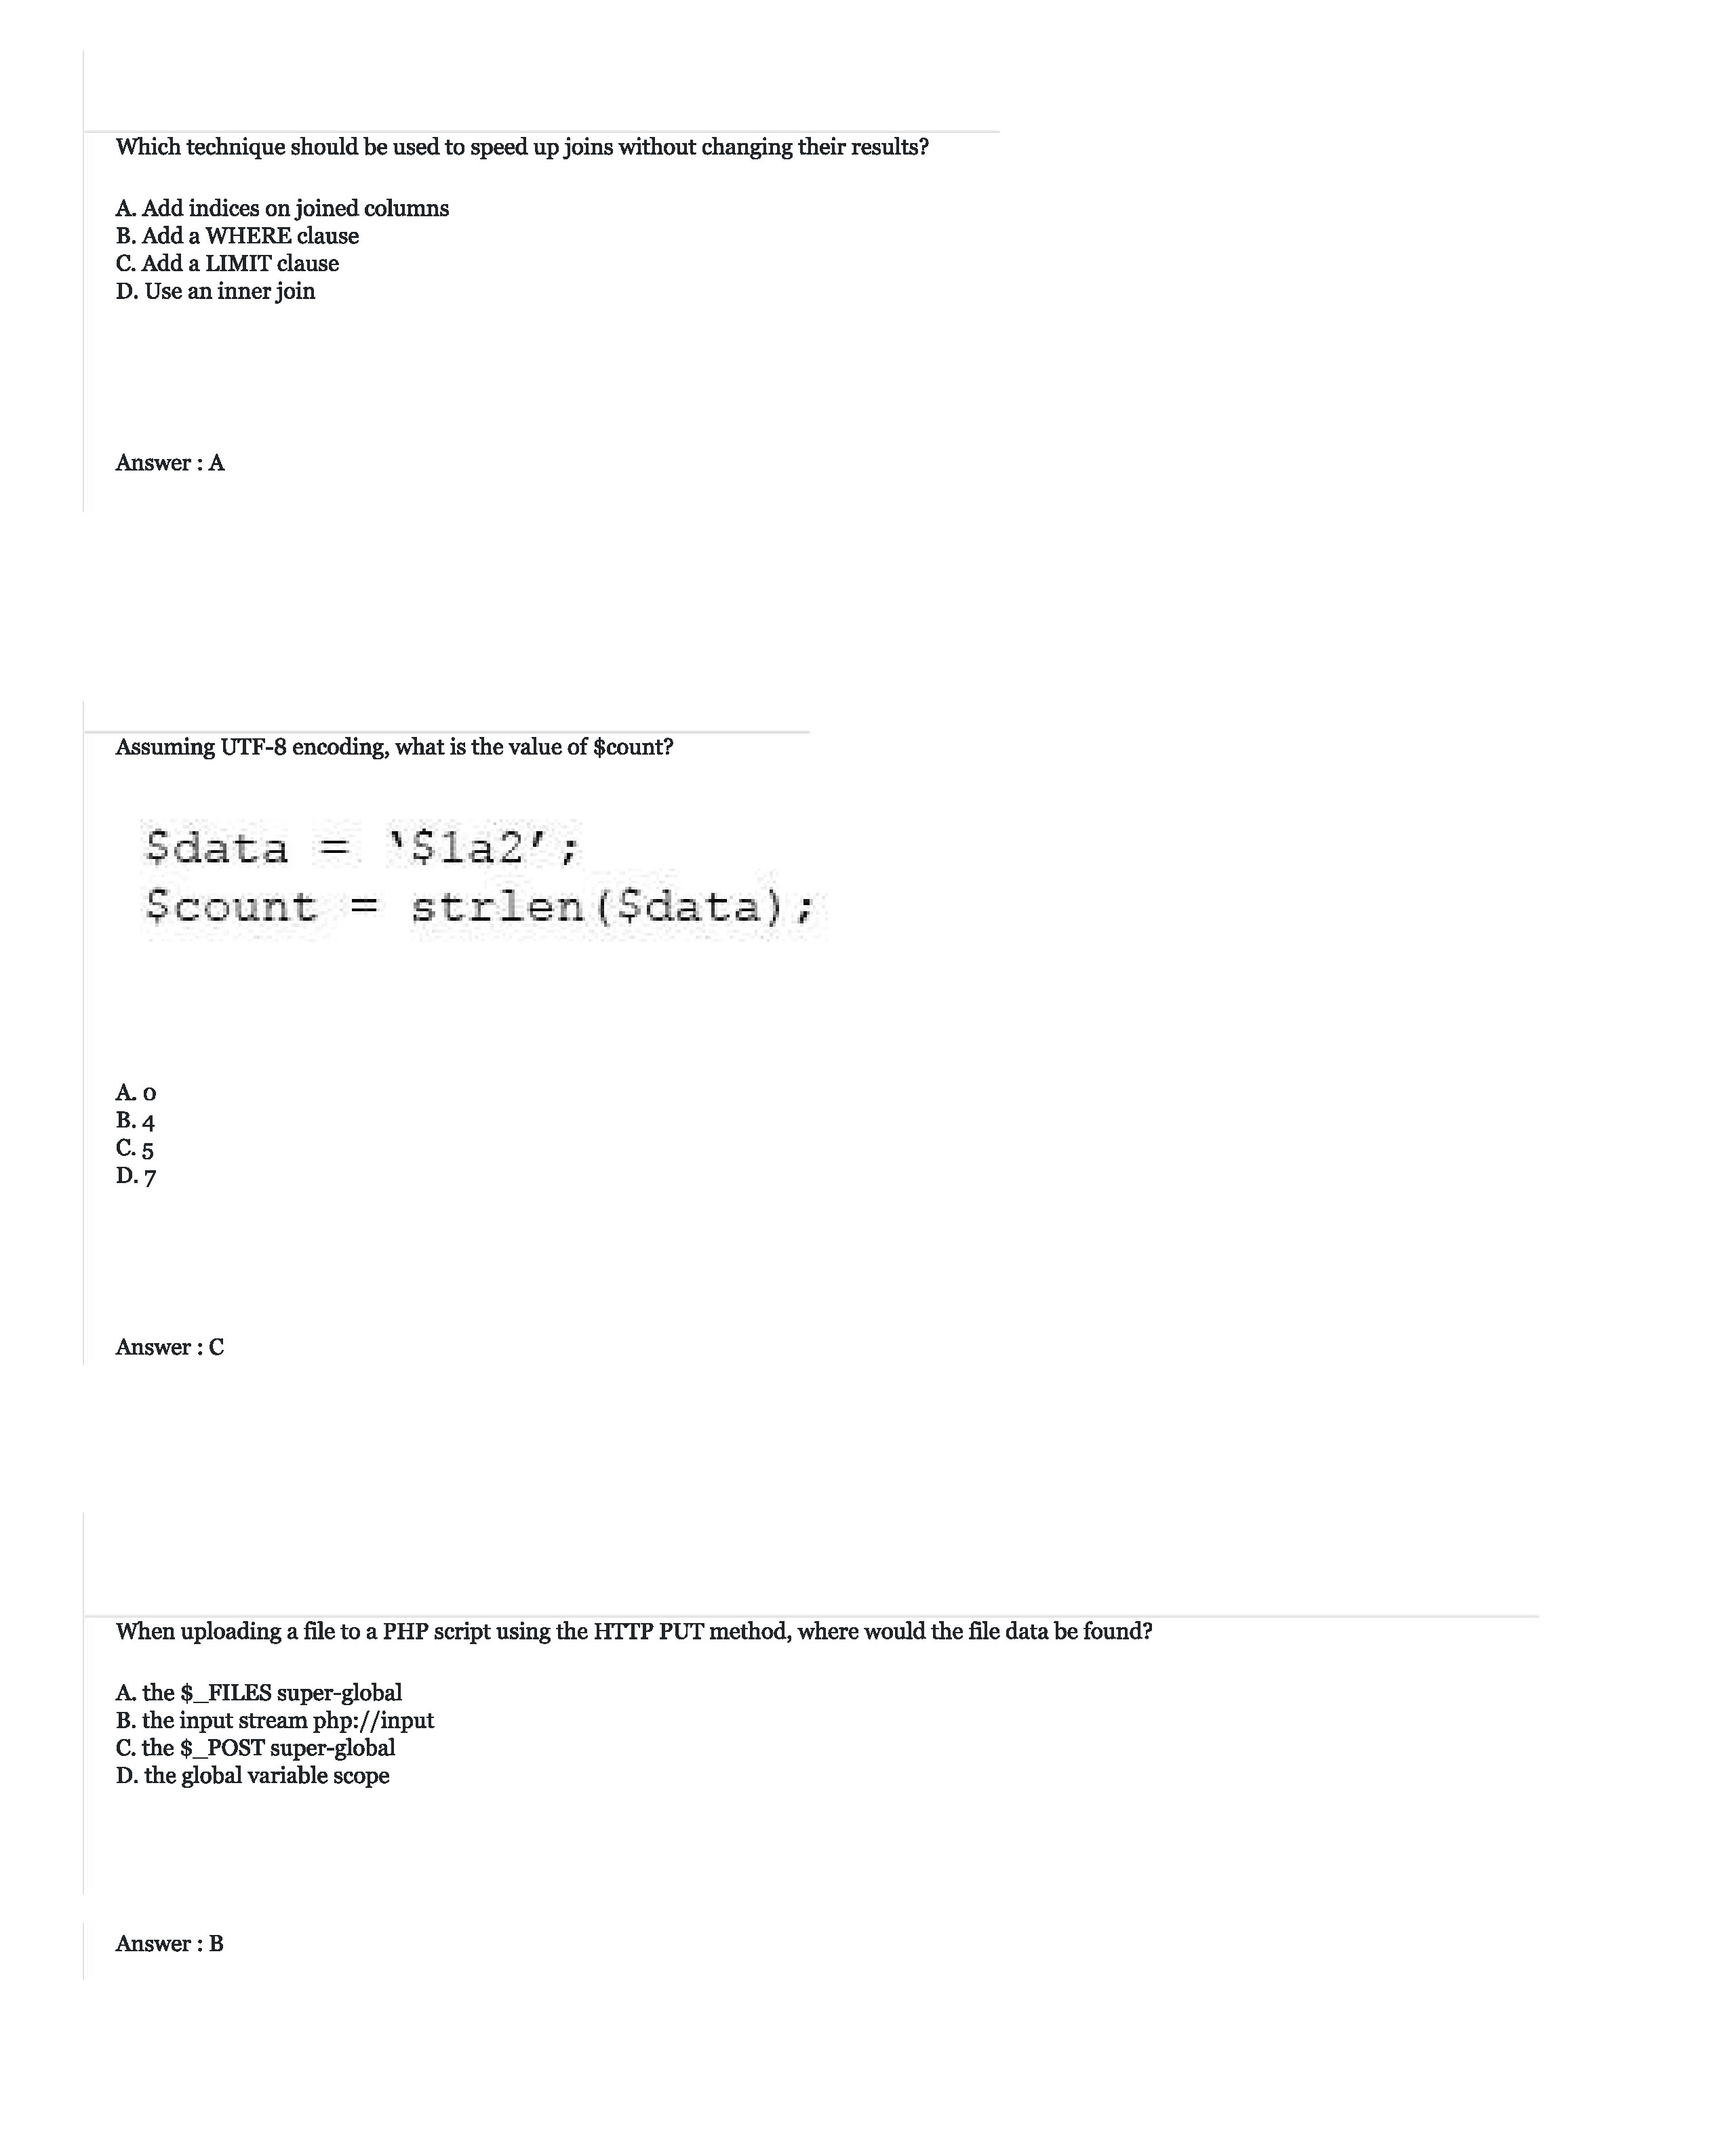 Which technique should be used to speed up joins without changing their results?
A. Add indices on joined columns
B. Add a WHERE clause
C. Add a LIMIT clause
D. Use an inner join
Answer : A
Assuming UTF-8 encoding, what is the value of $count?
$data = ‵$1a2′;
$count = strlen($data);
A. 0
B. 4
C. 5
D. 7
Answer : C
When uploading a file to a PHP script using the HTTP PUT method, where would the file data be found?
A. the $_FILES super-global
B. the input stream php://input
C. the $_POST super-global
D. the global variable scope
Answer : B